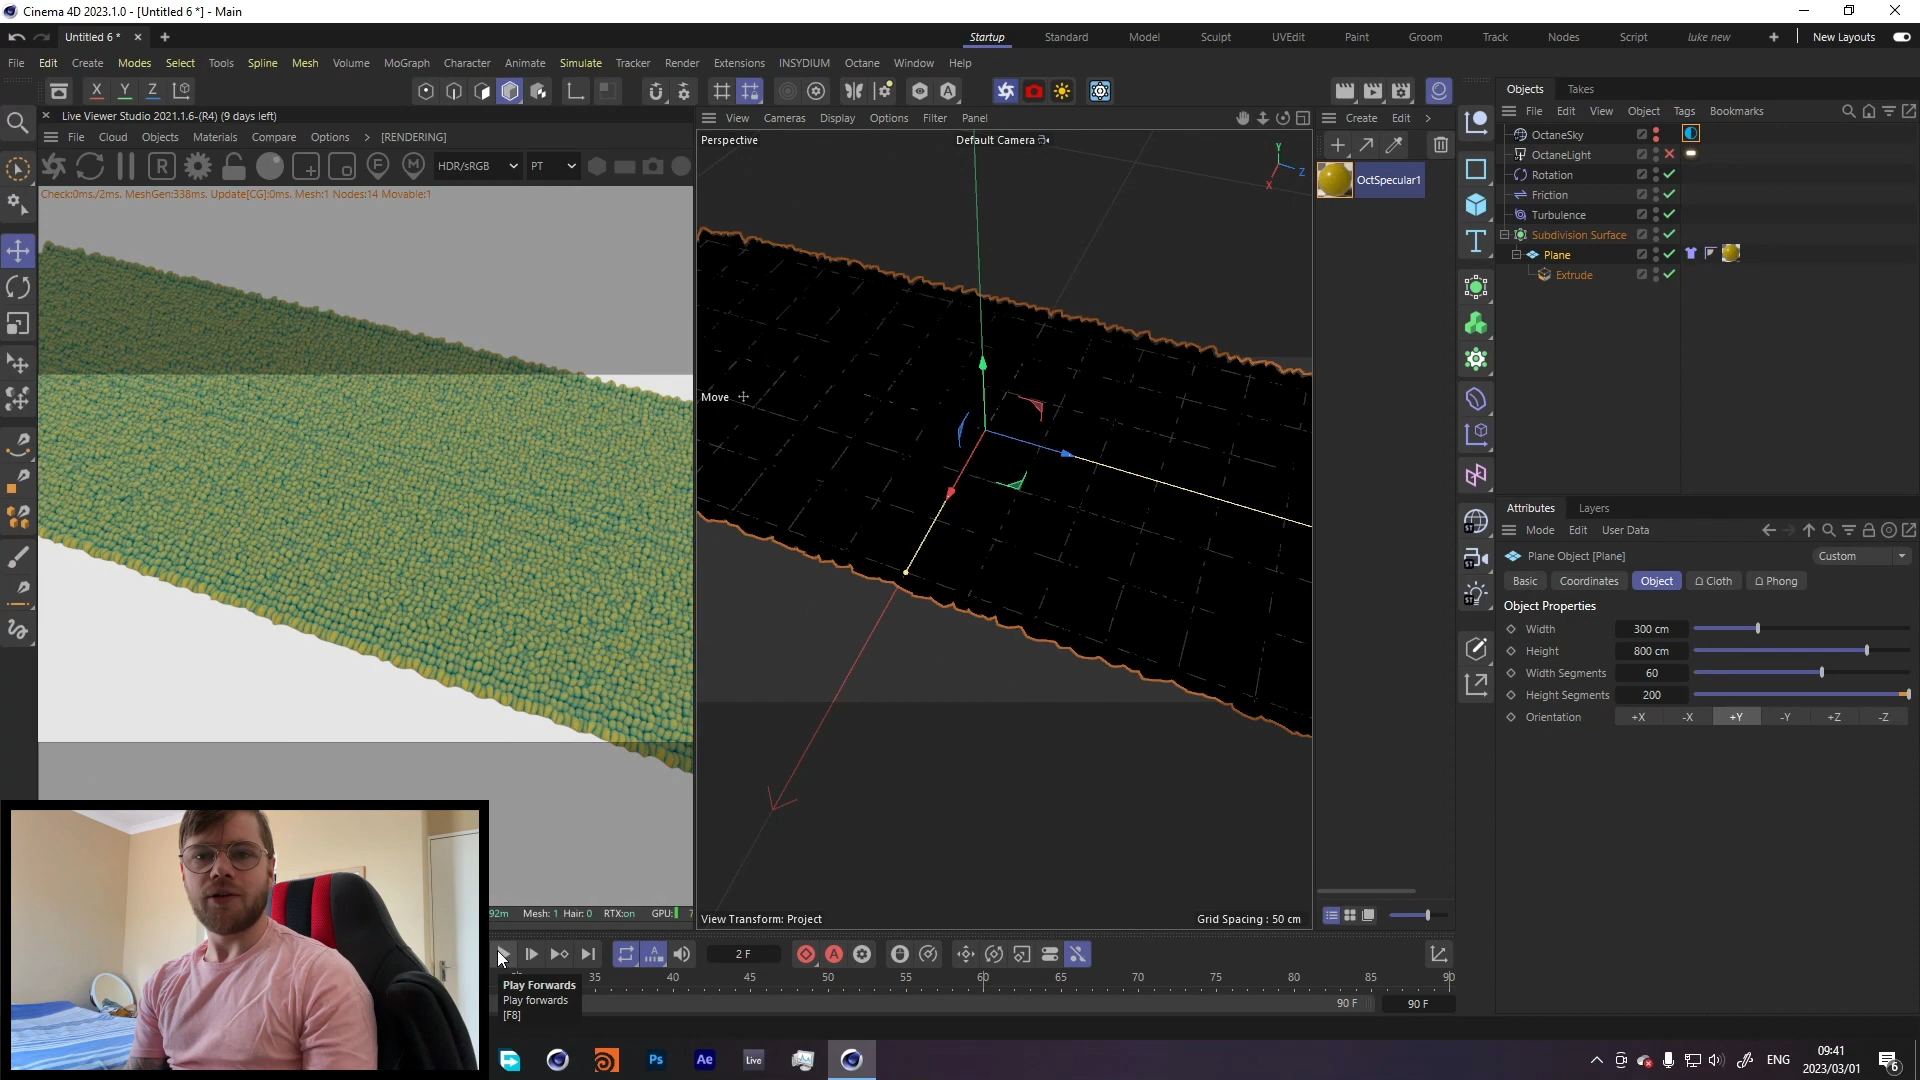 Cinema 4D 2023.1.0 - [Untitled 6 *] - Main
Untitled 6 *
Startup Standard Model Sculpt UVEdit Paint Groom Track Nodes Script luke new New Layouts
File Edit Create Modes Select Tools Spline Mesh Volume MoGraph Character Animate Simulate Tracker Render Extensions INSYDIUM Octane Window Help
X Y Z
Live Viewer Studio 2021.1.6-(R4) (9 days left)
File Cloud Objects Materials Compare Options > [RENDERING]
HDR/sRGB PT
Check:0ms./2ms. MeshGen:338ms. Update[CG]:0ms. Mesh:1 Nodes:14 Movable:1
View Cameras Display Options Filter Panel
Perspective
Default Camera
Y
Z
X
Move
View Transform: Project
Grid Spacing : 50 cm
Create Edit
OctSpecular1
Objects Takes
File Edit View Object Tags Bookmarks
OctaneSky
OctaneLight
Rotation
Friction
Turbulence
Subdivision Surface
Plane
Extrude
Attributes Layers
Mode Edit User Data
Plane Object [Plane]
Custom
Basic Coordinates Object Cloth Phong
Object Properties
Width 300 cm
Height 800 cm
Width Segments 60
Height Segments 200
Orientation +X -X +Y -Y +Z -Z
92m Mesh: 1 Hair: 0 RTX:on GPU:
2 F
35 40 45 50 55 60 65 70 75 80 85 90
90 F
90 F
Play Forwards
Play forwards
[F8]
Ps
Ae
Live
ENG
09:41
2023/03/01
6